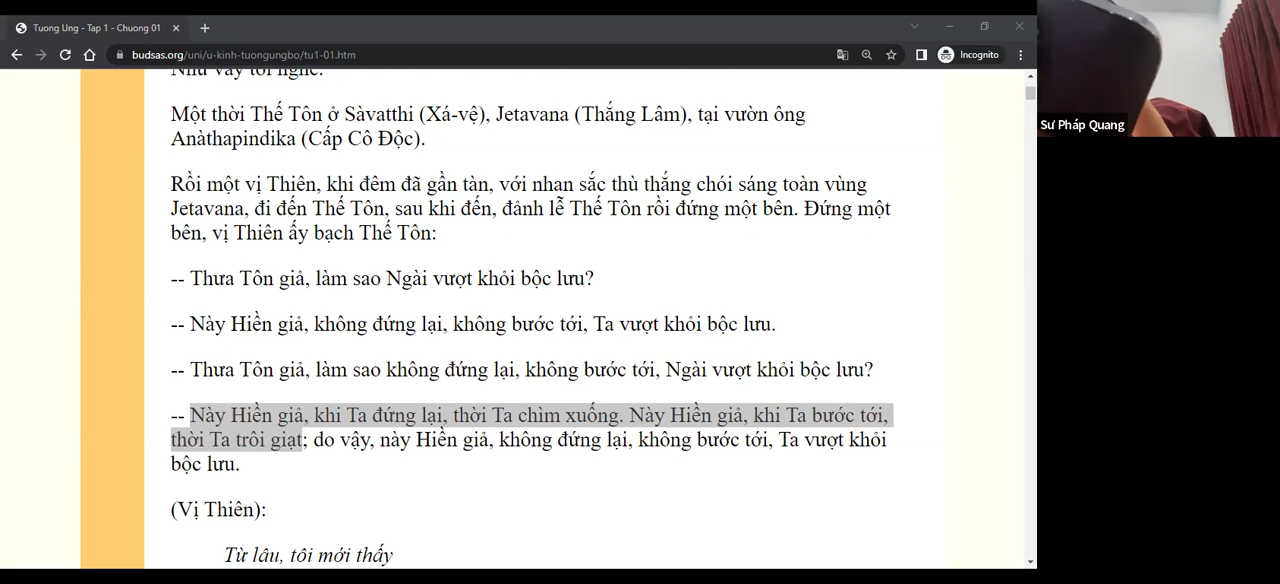 Tuong Ung - Tap 1 - Chuong 01
budsas.org/uni/u-kinh-tuongungbo/tu1-01.htm
Incognito
Sư Pháp Quang
Như vầy tôi nghe.
Một thời Thế Tôn ở Sàvatthi (Xá-vệ), Jetavana (Thắng Lâm), tại vườn ông
Anàthapindika (Cấp Cô Độc).
Rồi một vị Thiên, khi đêm đã gần tàn, với nhan sắc thù thắng chói sáng toàn vùng
Jetavana, đi đến Thế Tôn, sau khi đến, đảnh lễ Thế Tôn rồi đứng một bên. Đứng một
bên, vị Thiên ấy bạch Thế Tôn:
-- Thưa Tôn giả, làm sao Ngài vượt khỏi bộc lưu?
-- Này Hiền giả, không đứng lại, không bước tới, Ta vượt khỏi bộc lưu.
-- Thưa Tôn giả, làm sao không đứng lại, không bước tới, Ngài vượt khỏi bộc lưu?
-- Này Hiền giả, khi Ta đứng lại, thời Ta chìm xuống. Này Hiền giả, khi Ta bước tới,
thời Ta trôi giạt; do vậy, này Hiền giả, không đứng lại, không bước tới, Ta vượt khỏi
bộc lưu.
(Vị Thiên):
Từ lâu, tôi mới thấy